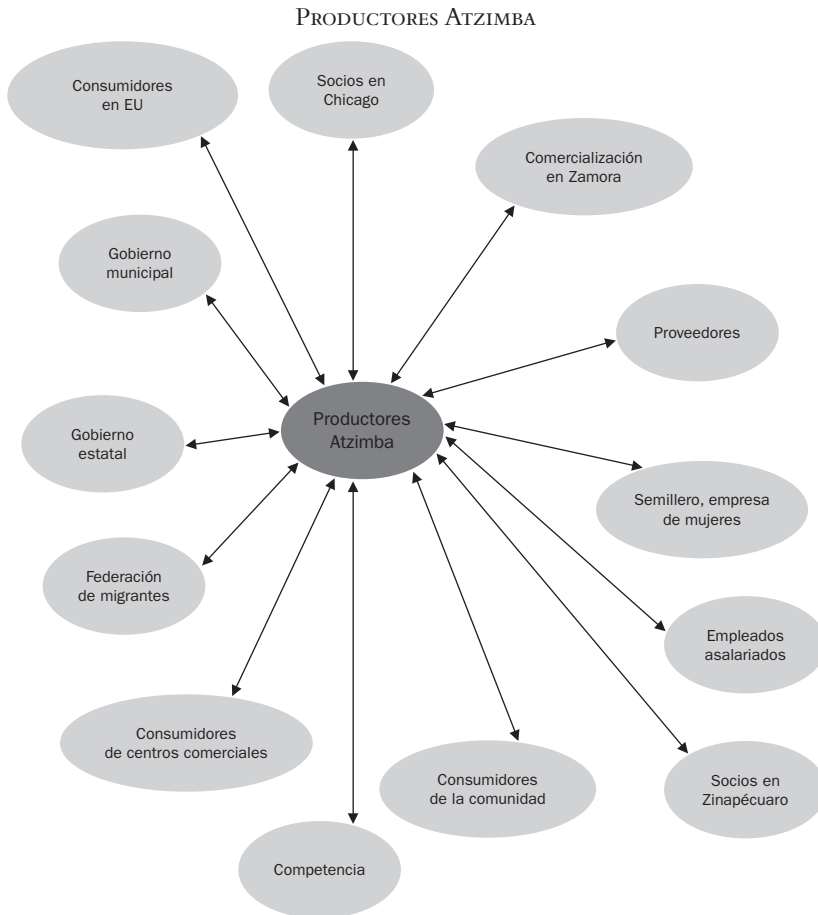 Productores Atzimba
Consumidores
en EU
Socios en
Chicago
Comercialización
en Zamora
Gobierno
municipal
Proveedores
Productores
Atzimba
Gobierno
estatal
Semillero, empresa
de mujeres
Federación
de migrantes
Empleados
asalariados
Consumidores
de centros comerciales
Consumidores
de la comunidad
Socios en
Zinapécuaro
Competencia